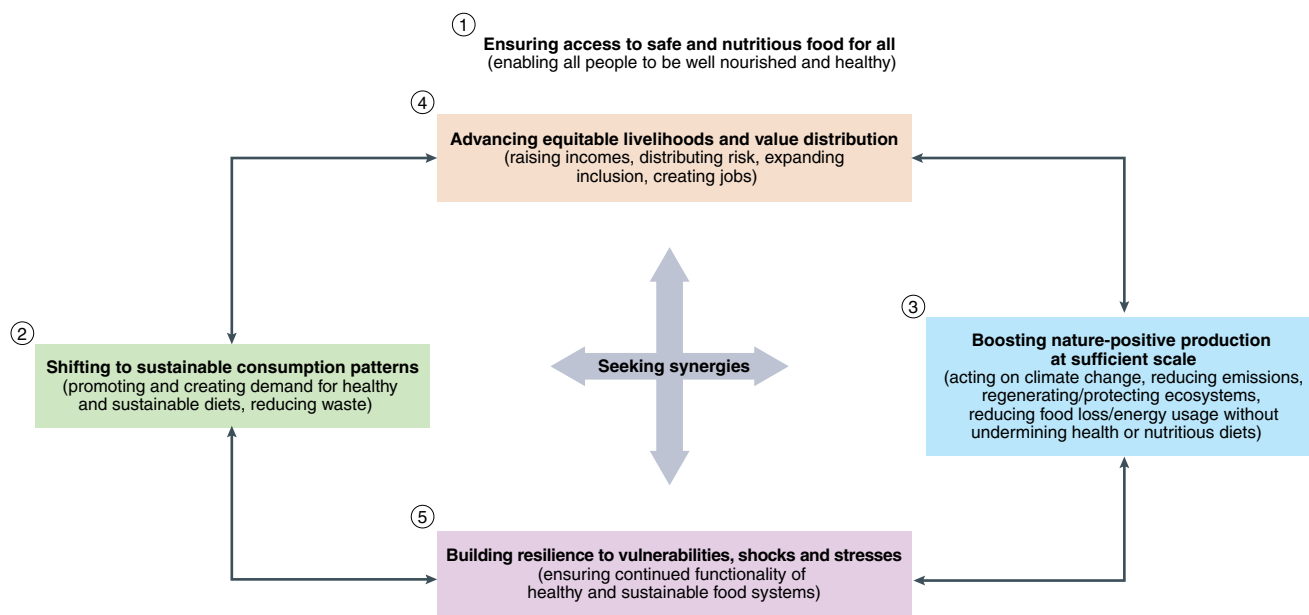 ①
Ensuring access to safe and nutritious food for all
(enabling all people to be well nourished and healthy)
④
Advancing equitable livelihoods and value distribution
(raising incomes, distributing risk, expanding
inclusion, creating jobs)
②
Shifting to sustainable consumption patterns
(promoting and creating demand for healthy
and sustainable diets, reducing waste)
Seeking synergies
③
Boosting nature-positive production
at sufficient scale
(acting on climate change, reducing emissions,
regenerating/protecting ecosystems,
reducing food loss/energy usage without
undermining health or nutritious diets)
⑤
Building resilience to vulnerabilities, shocks and stresses
(ensuring continued functionality of
healthy and sustainable food systems)